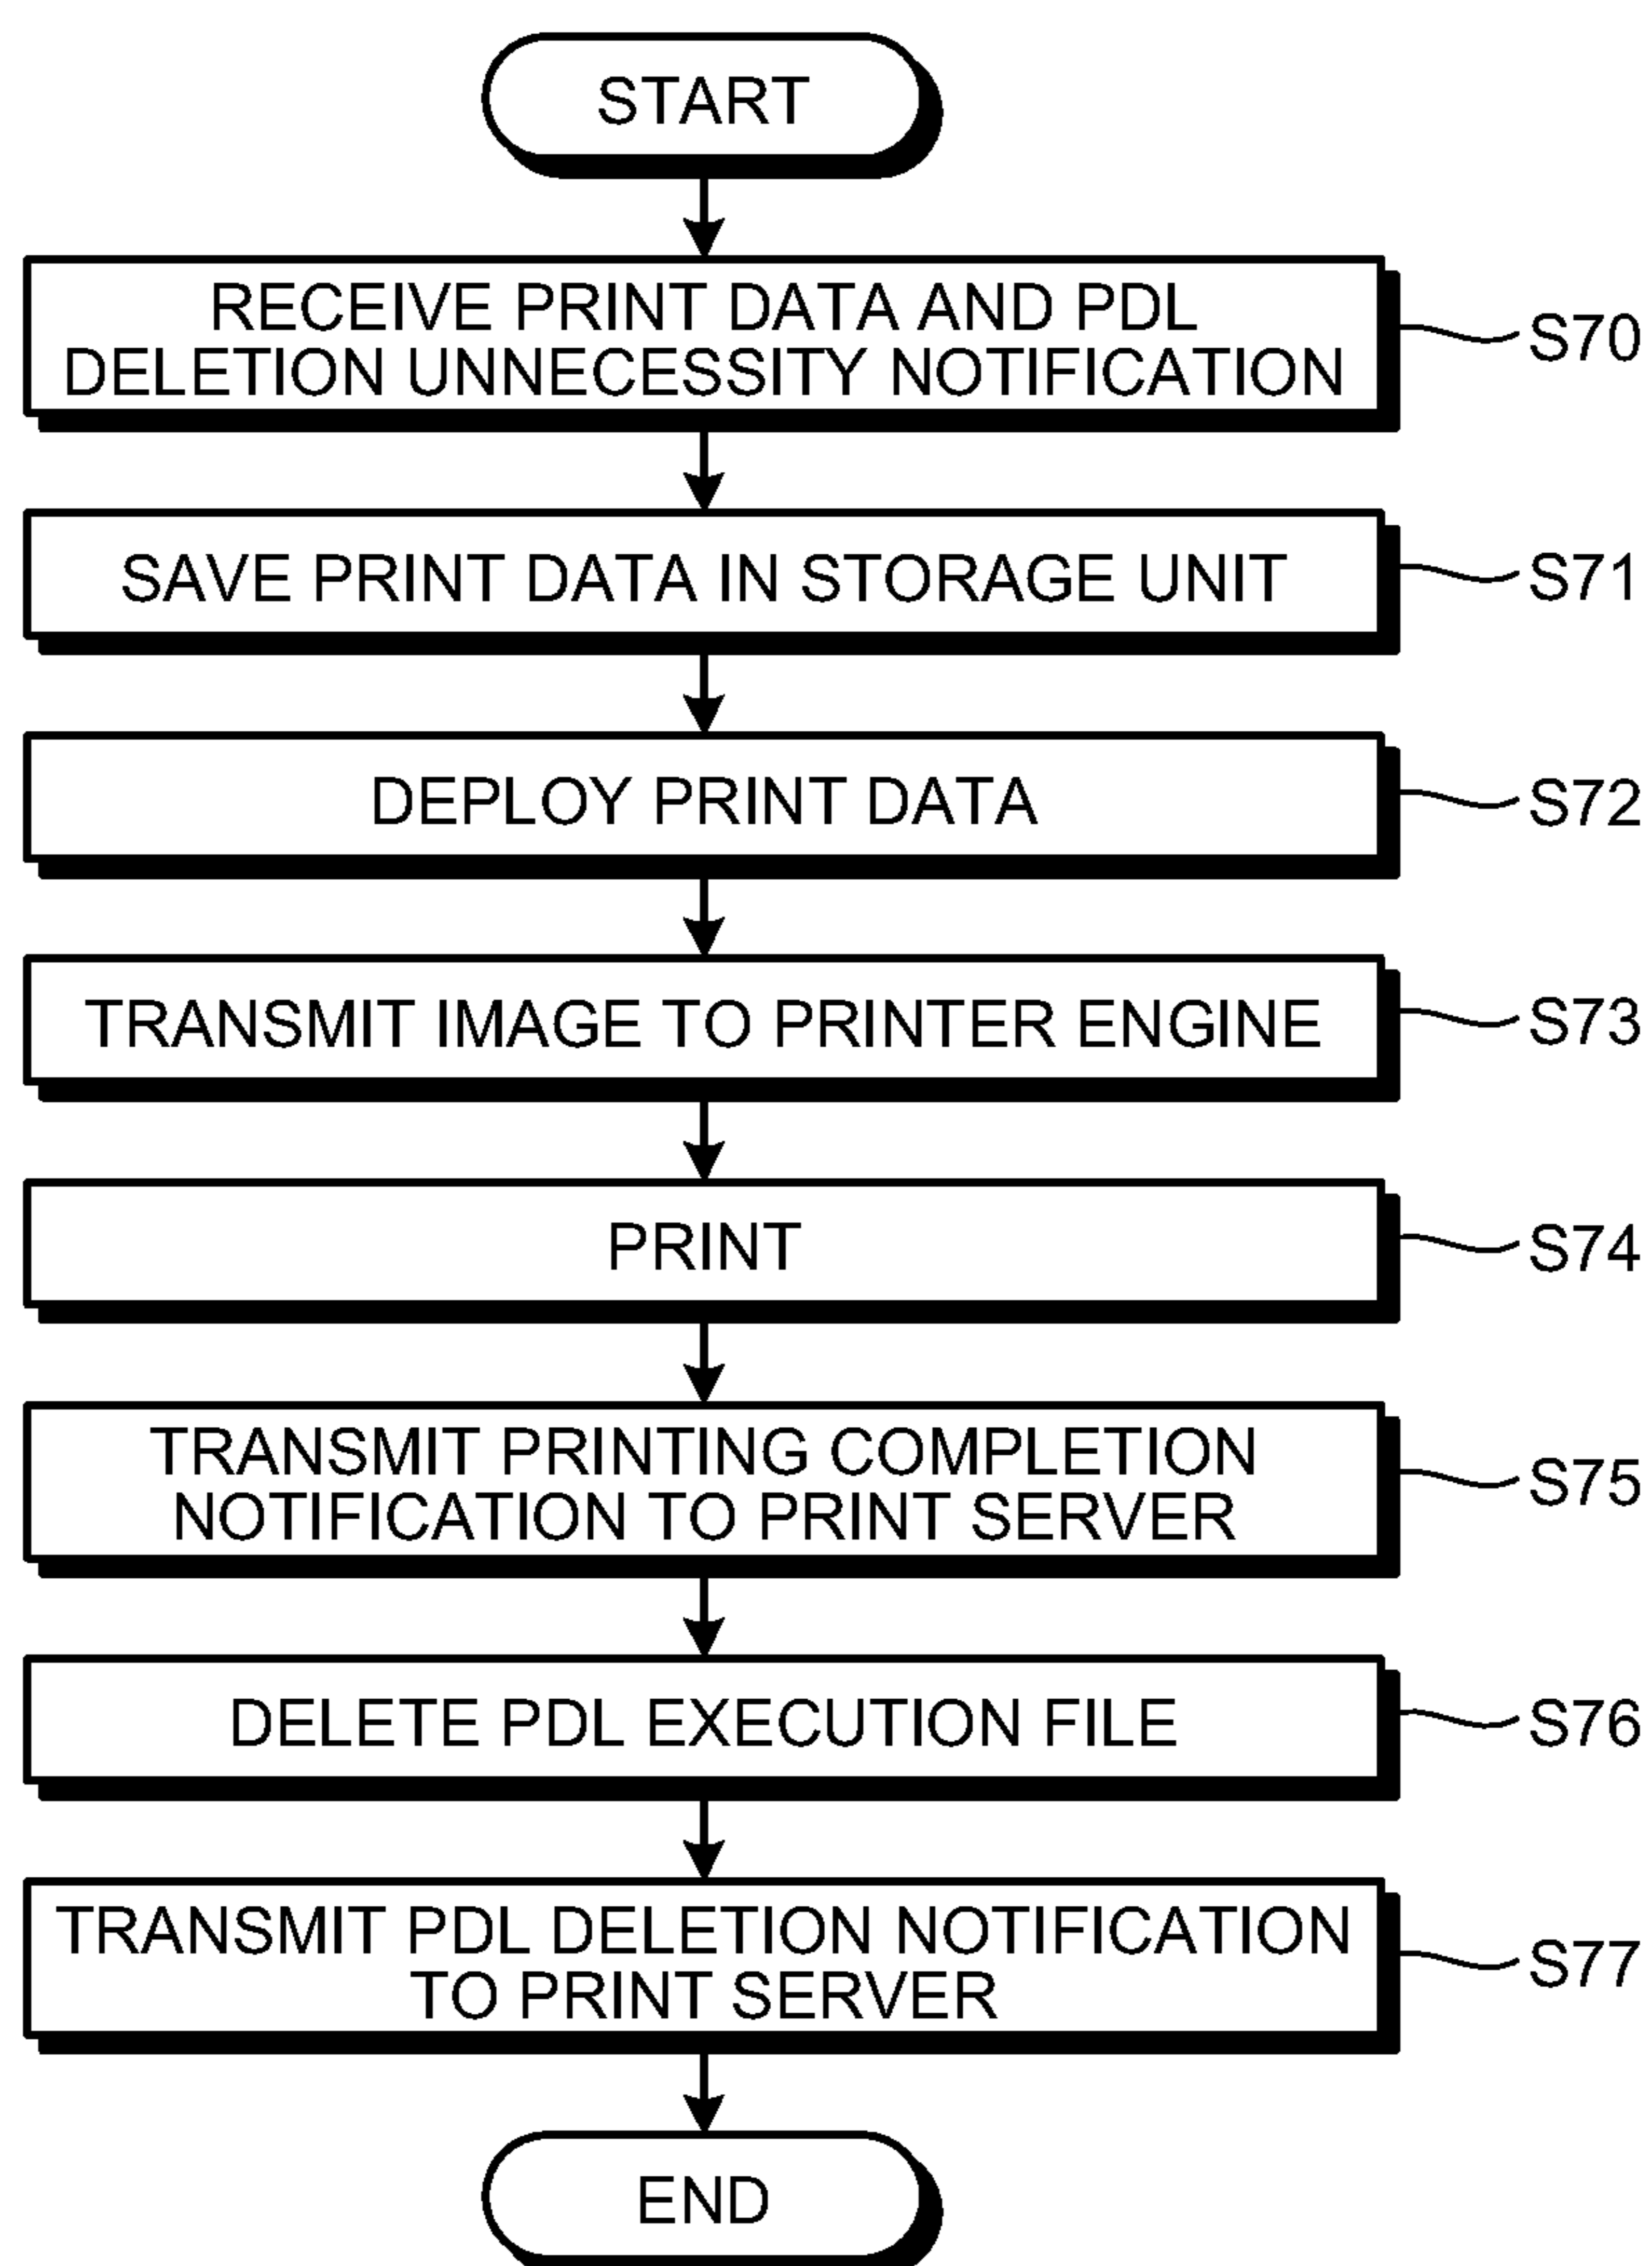 START
RECEIVE PRINT DATA AND PDL
DELETION UNNECESSITY NOTIFICATION
S70
SAVE PRINT DATA IN STORAGE UNIT
S71
DEPLOY PRINT DATA
S72
TRANSMIT IMAGE TO PRINTER ENGINE
S73
PRINT
S74
TRANSMIT PRINTING COMPLETION
NOTIFICATION TO PRINT SERVER
S75
DELETE PDL EXECUTION FILE
S76
TRANSMIT PDL DELETION NOTIFICATION
TO PRINT SERVER
S77
END